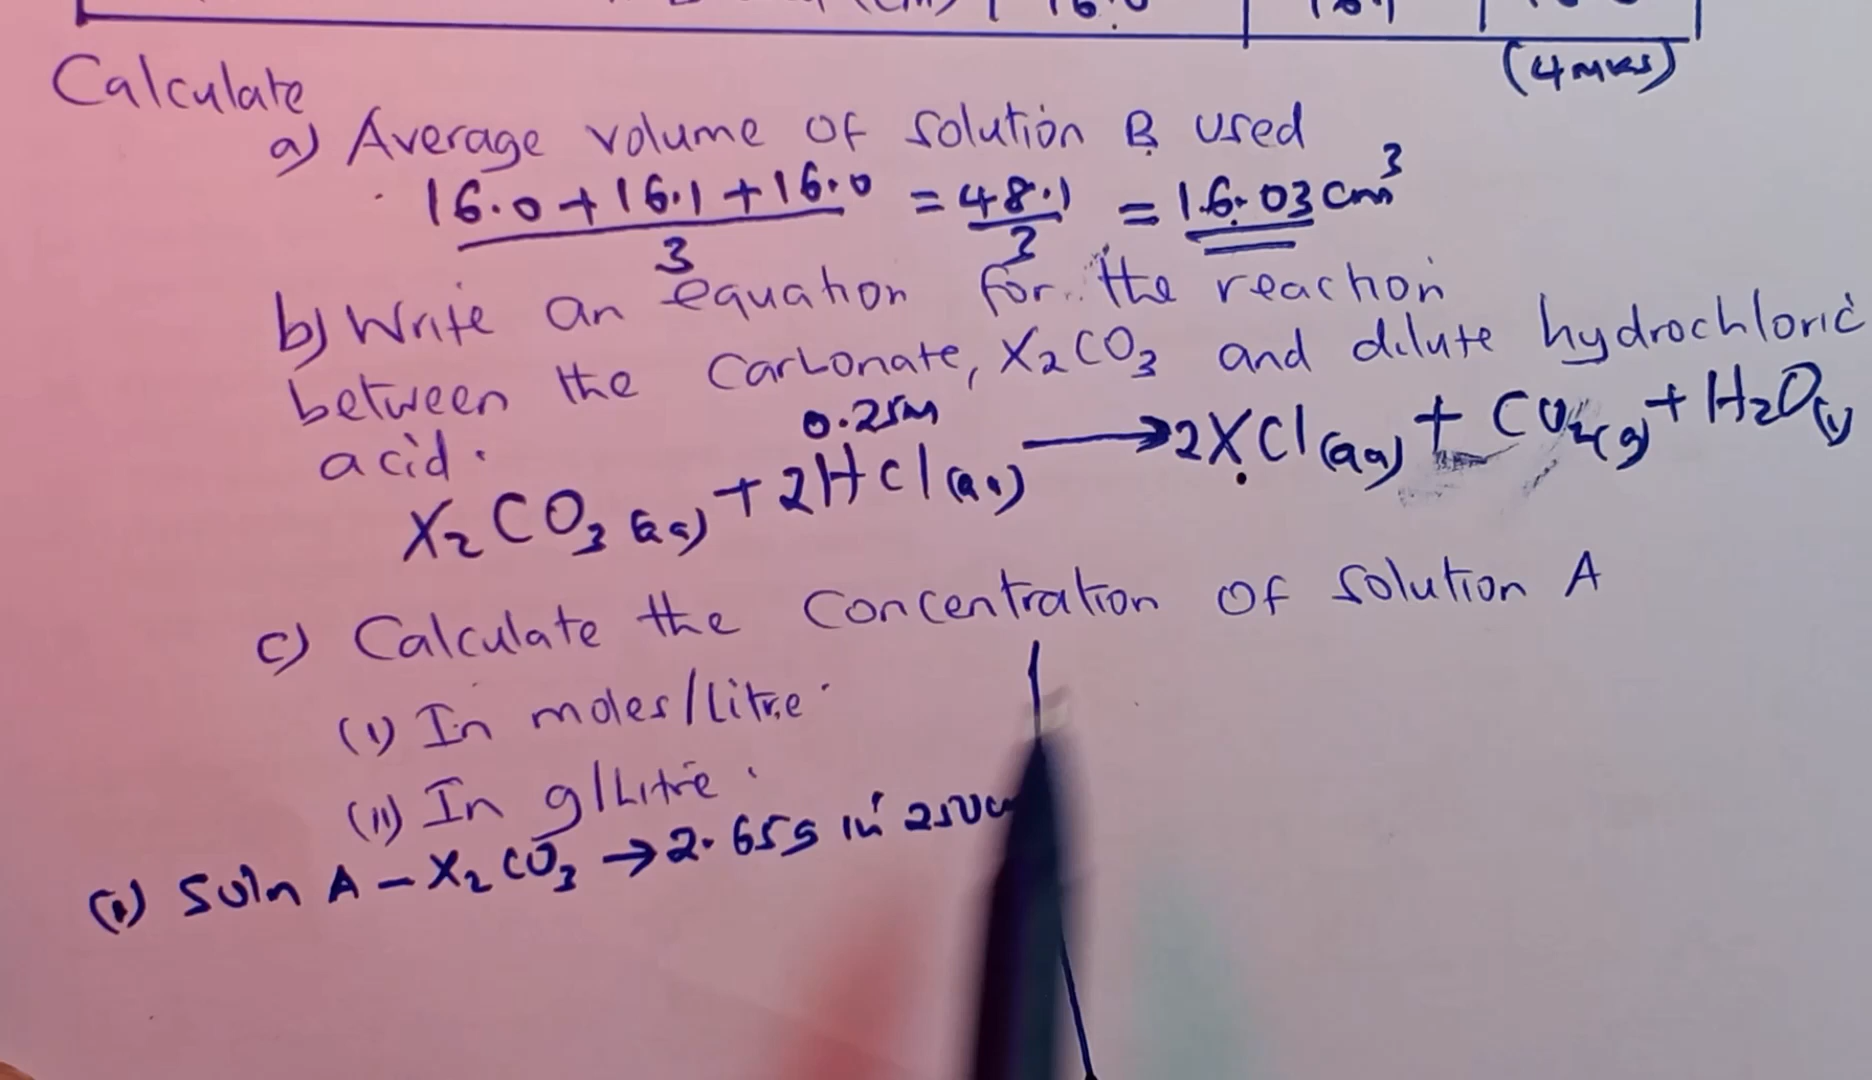 (4mks)
Calculate
a) Average volume of solution B used
16.0 + 16.1 + 16.0 = 48.1 = 16.03 cm³
3 3
b) Write an equation for the reaction
between the Carbonate, X₂CO₃ and dilute hydrochloric
acid.
0.25M
X₂CO₃(aq) + 2HCl(aq) → 2XCl(aq) + CO₂(g) + H₂O(l)
c) Calculate the Concentration of solution A
(i) In moles/Litre.
(ii) In g/Litre.
(i) Soln A – X₂CO₃ → 2.65g in